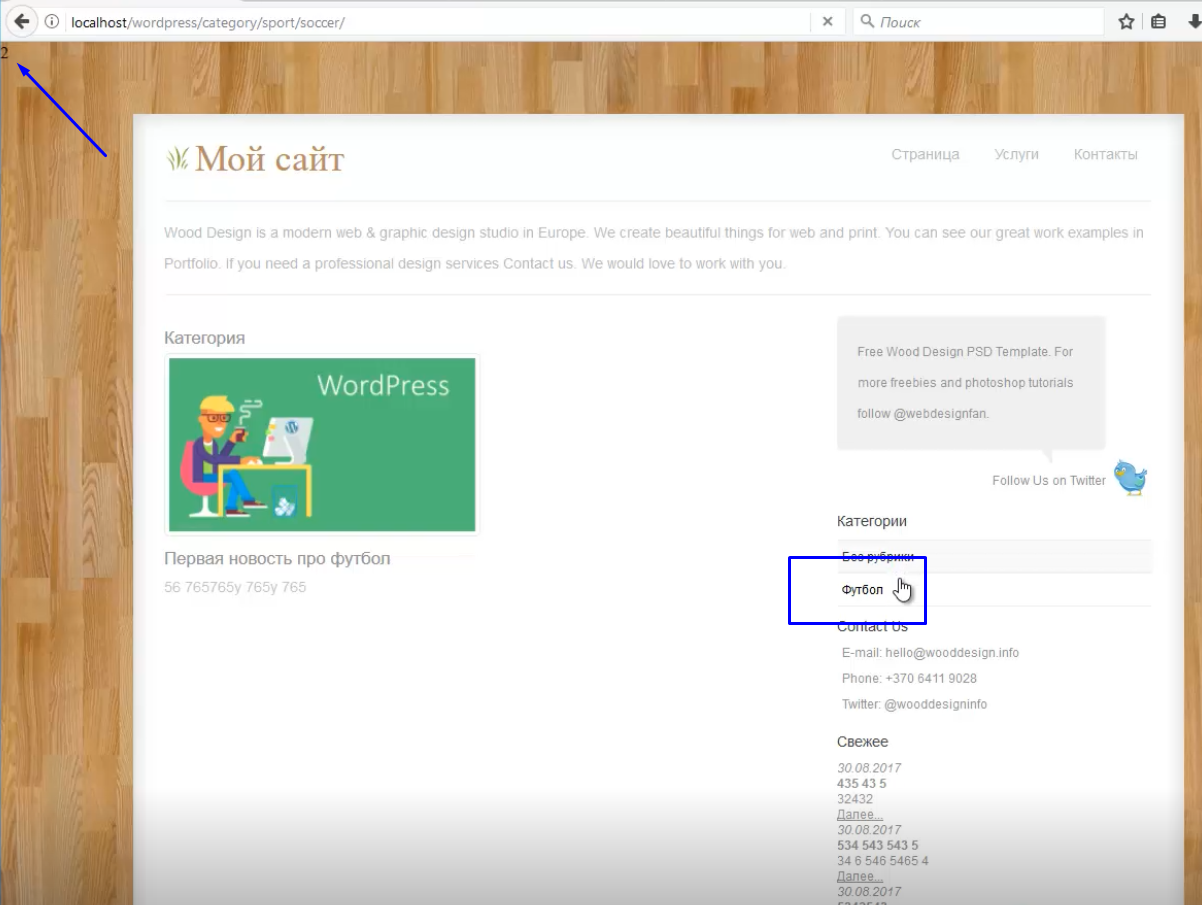 localhost/wordpress/category/sport/soccer/
Поиск
2
Мой сайт
Страница Услуги Контакты
Wood Design is a modern web & graphic design studio in Europe. We create beautiful things for web and print. You can see our great work examples in
Portfolio. If you need a professional design services Contact us. We would love to work with you.
Категория
WordPress
Первая новость про футбол
56 765765у 765у 765
Free Wood Design PSD Template. For
more freebies and photoshop tutorials
follow @webdesignfan.
Follow Us on Twitter
Категории
Без рубрики
Футбол
Contact Us
E-mail: hello@wooddesign.info
Phone: +370 6411 9028
Twitter: @wooddesigninfo
Свежее
30.08.2017
435 43 5
32432
Далее...
30.08.2017
534 543 543 5
34 6 546 5465 4
Далее...
30.08.2017